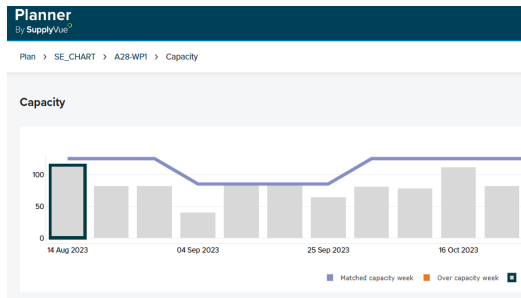 Planner
By SupplyVue
Plan > SE_CHART > A28-WP1 > Capacity
Capacity
100
50
0
14 Aug 2023 04 Sep 2023 25 Sep 2023 16 Oct 2023
Matched capacity week Over capacity week